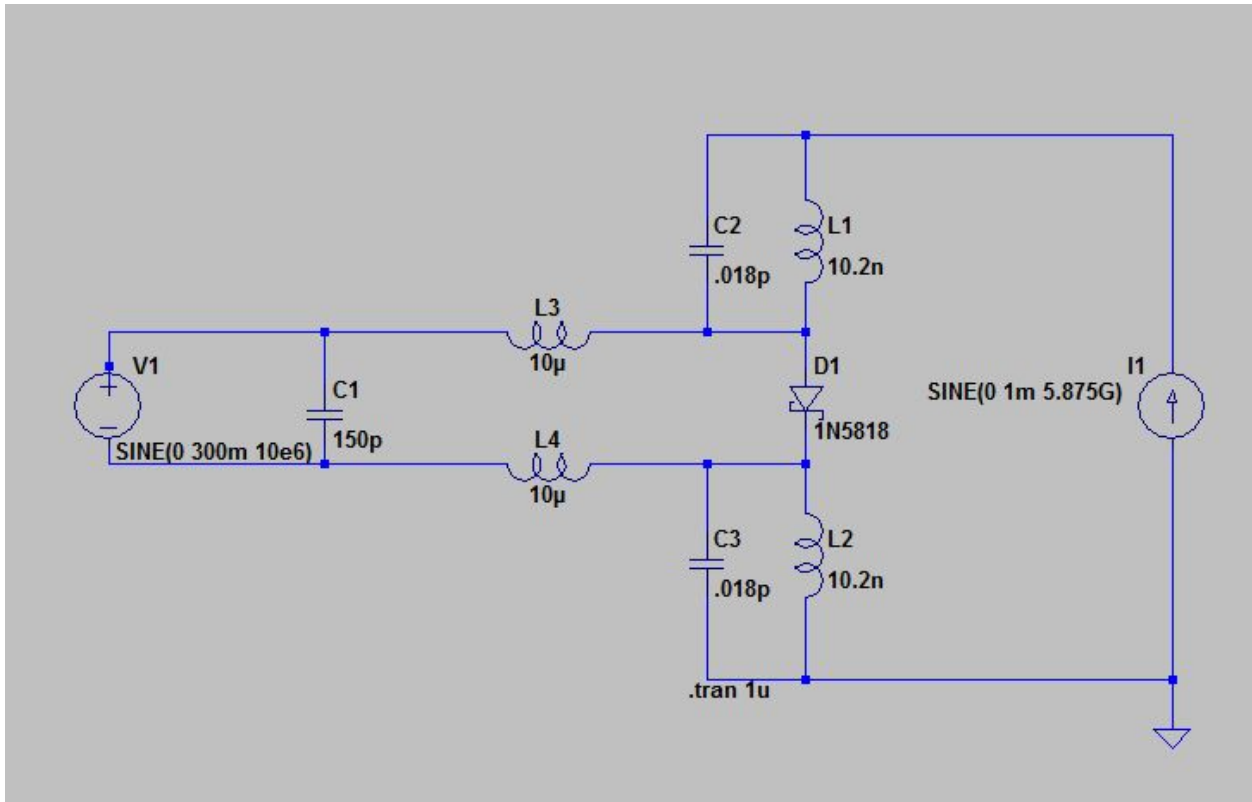 C2
.018p
L1
10.2n
L3
10µ
V1
SINE(0 300m 10e6)
C1
150p
D1
1N5818
I1
SINE(0 1m 5.875G)
L4
10µ
C3
.018p
L2
10.2n
.tran 1u